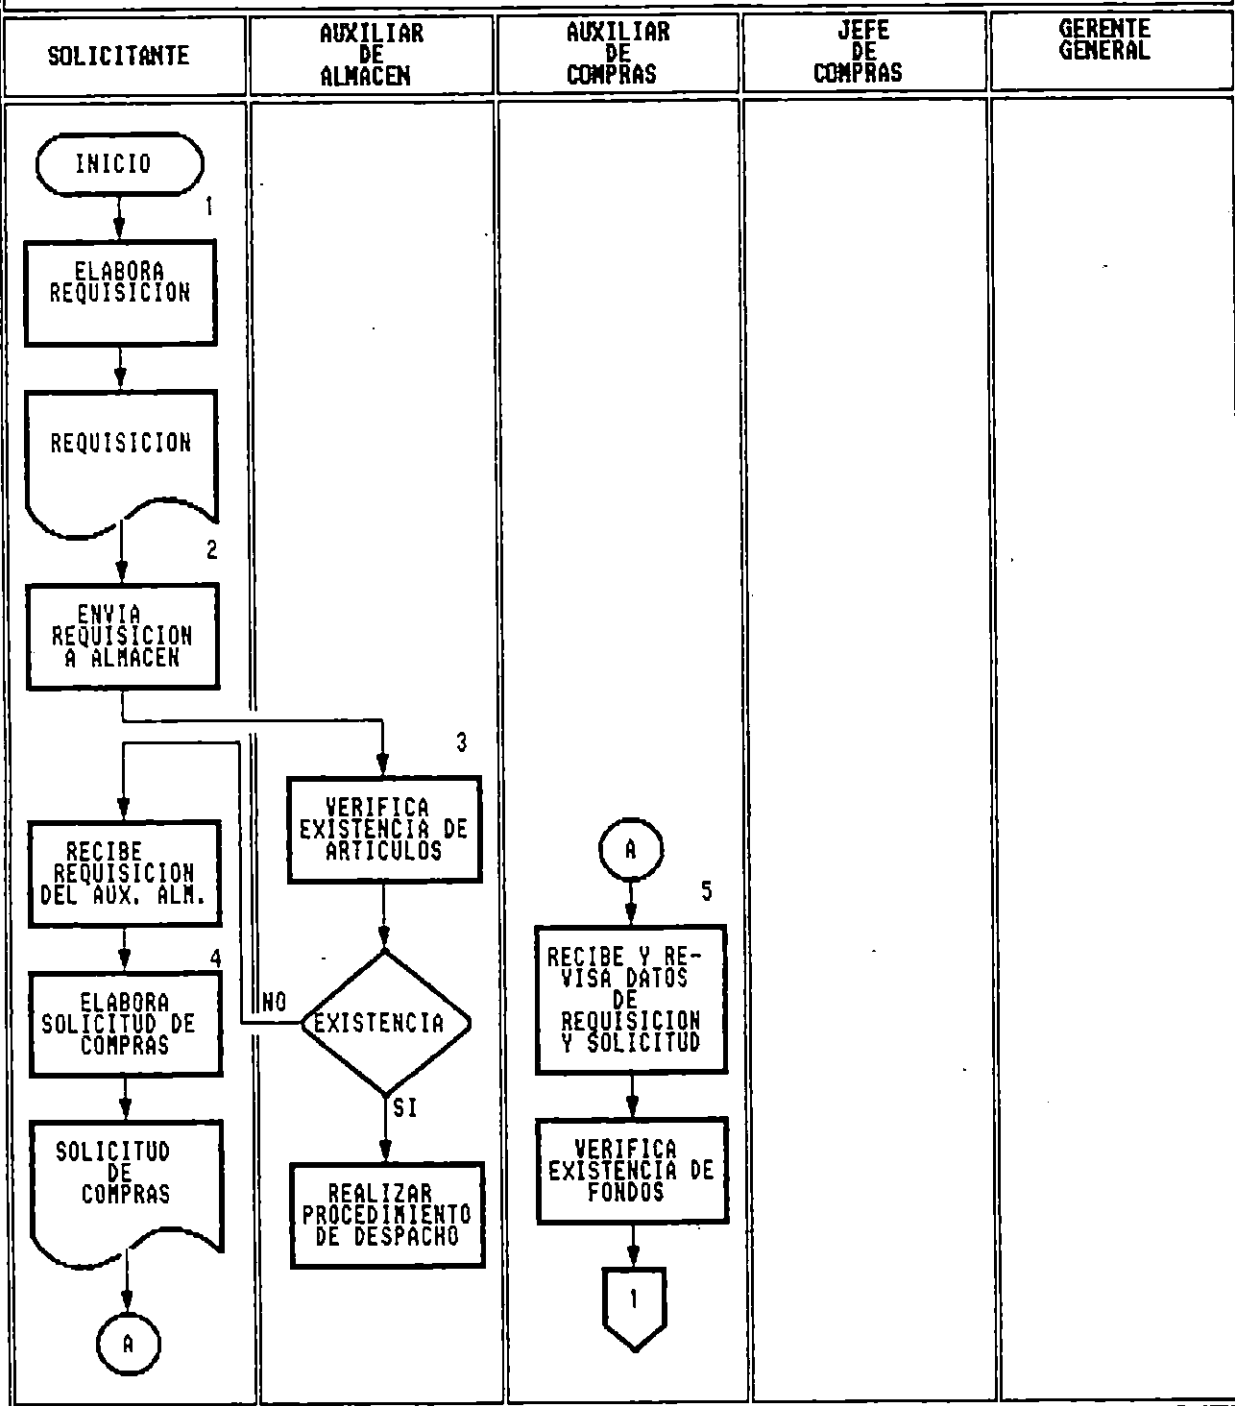 SOLICITANTE
AUXILIAR
DE
ALMACEN
AUXILIAR
DE
COMPRAS
JEFE
DE
COMPRAS
GERENTE
GENERAL
INICIO
1
ELABORA
REQUISICION
REQUISICION
2
ENVIA
REQUISICION
A ALMACEN
RECIBE
REQUISICION
DEL AUX. ALM.
4
ELABORA
SOLICITUD DE
COMPRAS
SOLICITUD
DE
COMPRAS
A
3
VERIFICA
EXISTENCIA DE
ARTICULOS
EXISTENCIA
NO
SI
REALIZAR
PROCEDIMIENTO
DE DESPACHO
A
5
RECIBE Y RE-
VISA DATOS
DE
REQUISICION
Y SOLICITUD
VERIFICA
EXISTENCIA DE
FONDOS
1